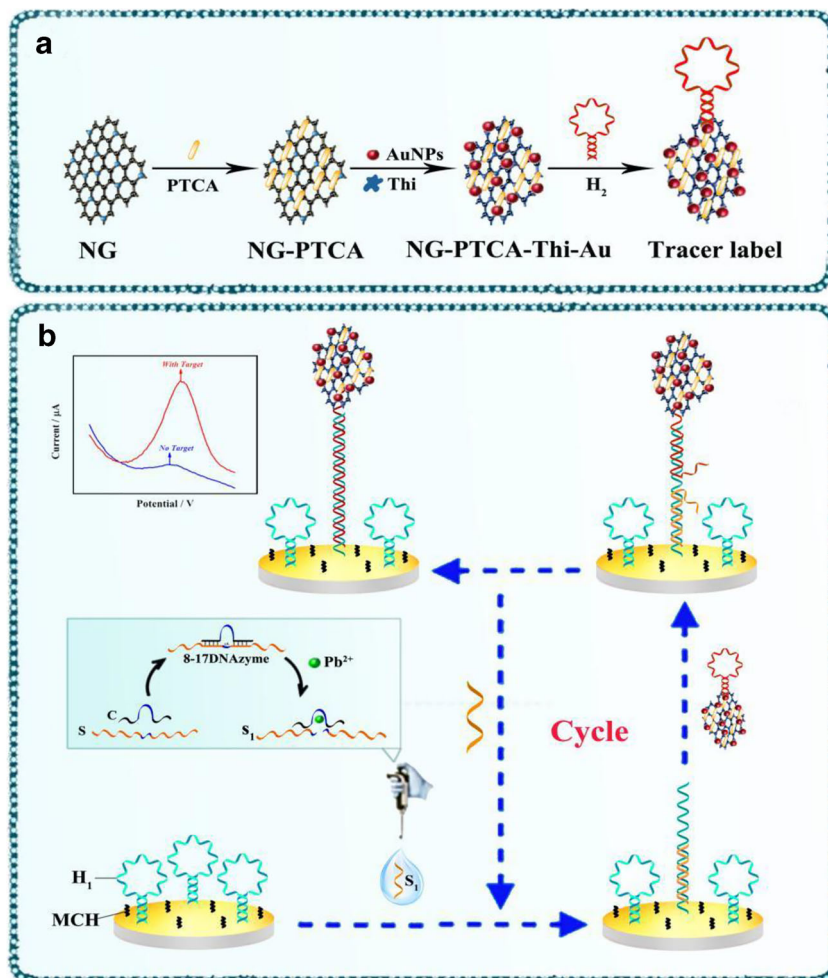 a
PTCA
AuNPs
Thi
H₂
NG
NG-PTCA
NG-PTCA-Thi-Au
Tracer label
b
With Target
No Target
Current / μA
Potential / V
8-17DNAzyme
Pb²⁺
C
S
S₁
Cycle
H₁
MCH
S₁